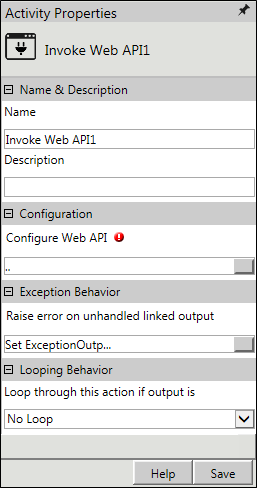 Activity Properties
Invoke Web API1
Name & Description
Name
Invoke Web API1
Description
Configuration
Configure Web API
..
Exception Behavior
Raise error on unhandled linked output
Set ExceptionOutp...
Looping Behavior
Loop through this action if output is
No Loop
Help Save